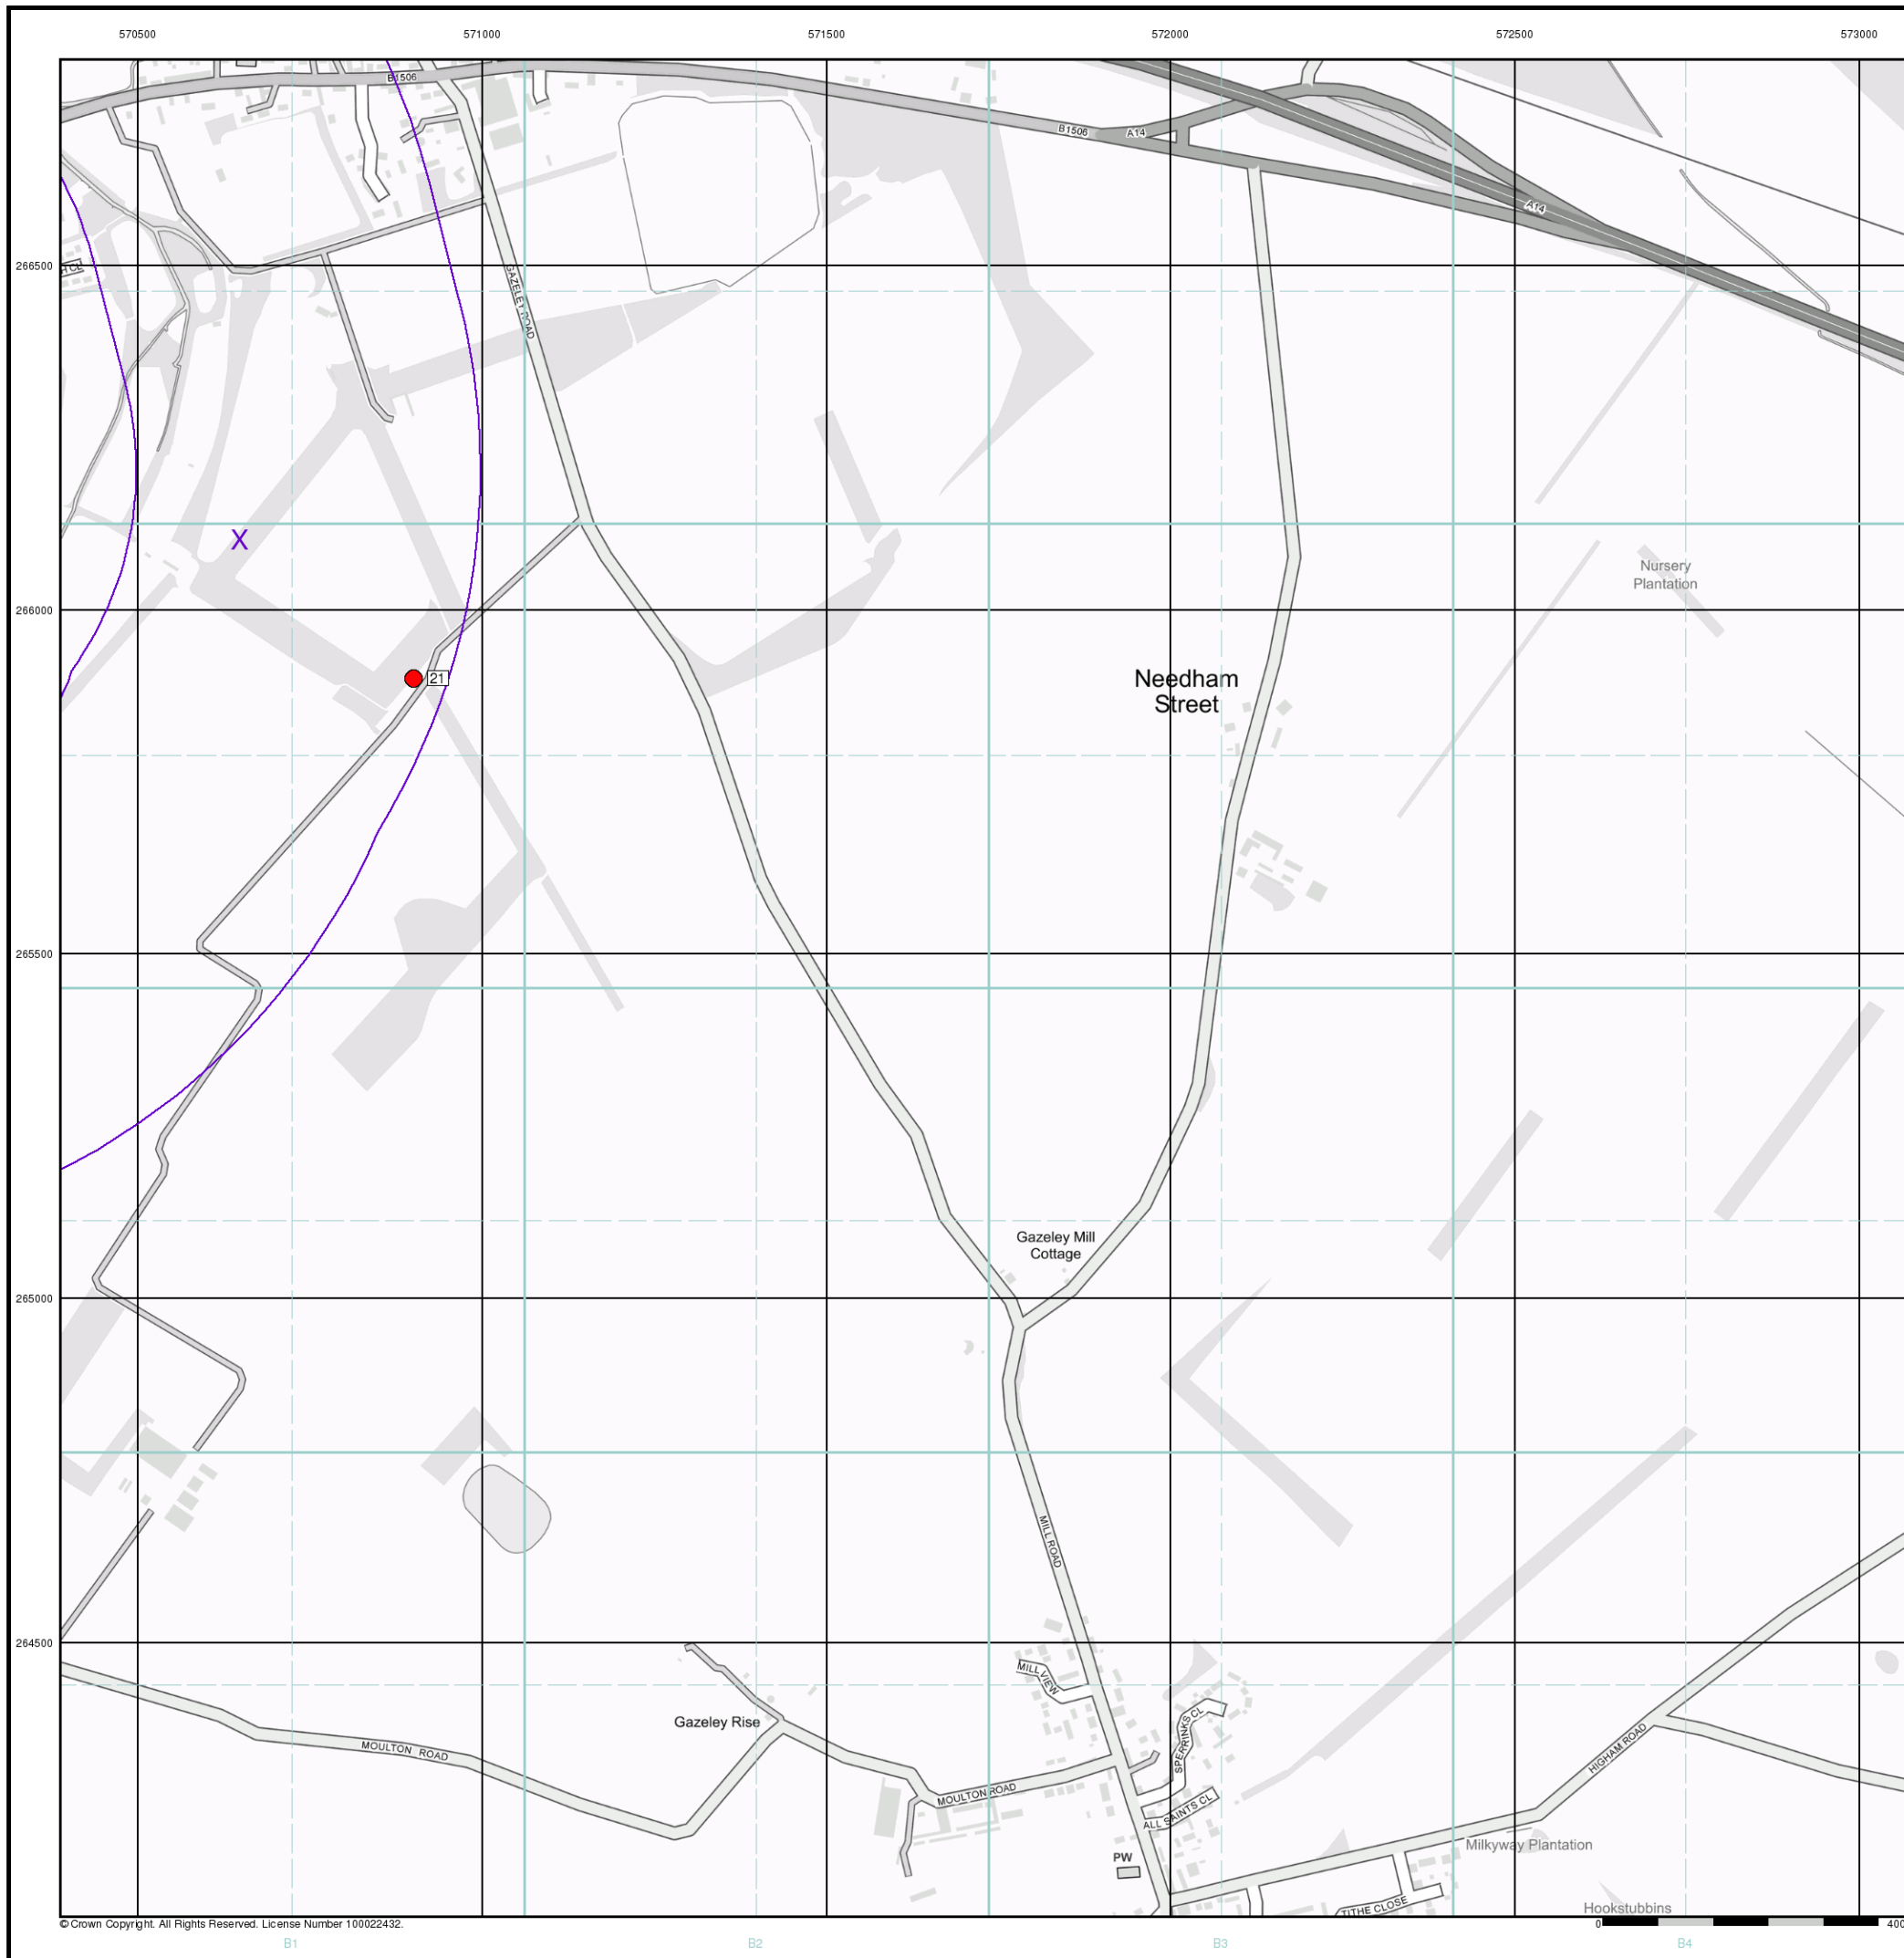 570500 571000 571500 572000 572500 573000
B1506
B1506
A14
A14
266500
GAZELEY ROAD
X
Nursery
Plantation
266000
21
Needham
Street
265500
Gazeley Mill
Cottage
265000
MILL ROAD
264500
MILL VIEW
Gazeley Rise
SPERRINKS CL
HIGHAM ROAD
MOULTON ROAD
MOULTON ROAD
ALL SAINTS CL
Milkyway Plantation
PW
TITHE CLOSE
Hookstubbins
© Crown Copyright. All Rights Reserved. License Number 100022432.
0 400
B1 B2 B3 B4